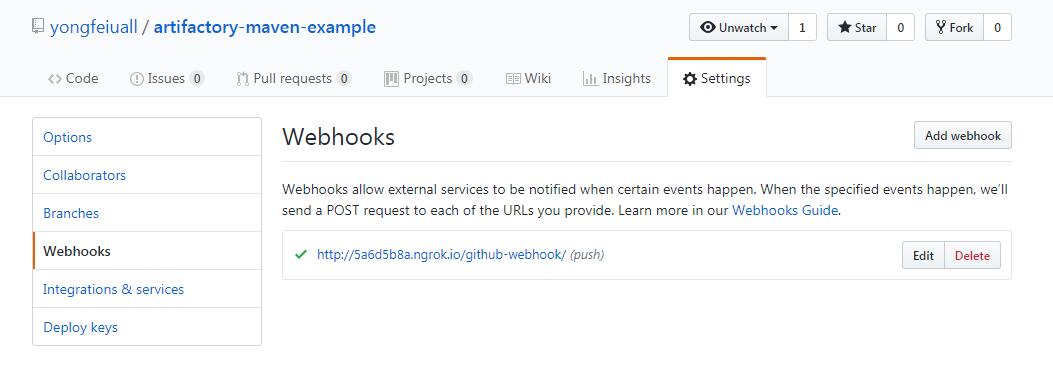 yongfeiuall / artifactory-maven-example
Unwatch 1 Star 0 Fork 0
Code Issues 0 Pull requests 0 Projects 0 Wiki Insights Settings
Options
Collaborators
Branches
Webhooks
Integrations & services
Deploy keys
Webhooks
Add webhook
Webhooks allow external services to be notified when certain events happen. When the specified events happen, we'll
send a POST request to each of the URLs you provide. Learn more in our Webhooks Guide.
http://5a6d5b8a.ngrok.io/github-webhook/ (push) Edit Delete